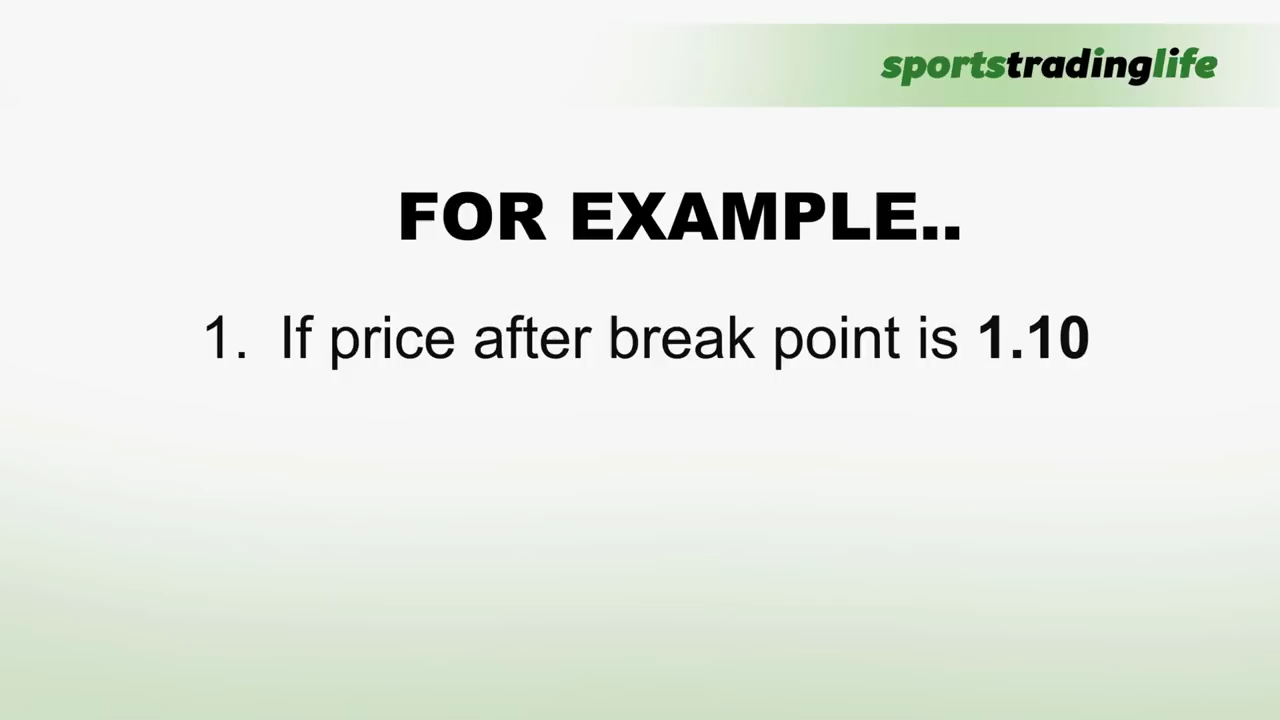 sportstradinglife
FOR EXAMPLE..
1. If price after break point is 1.10